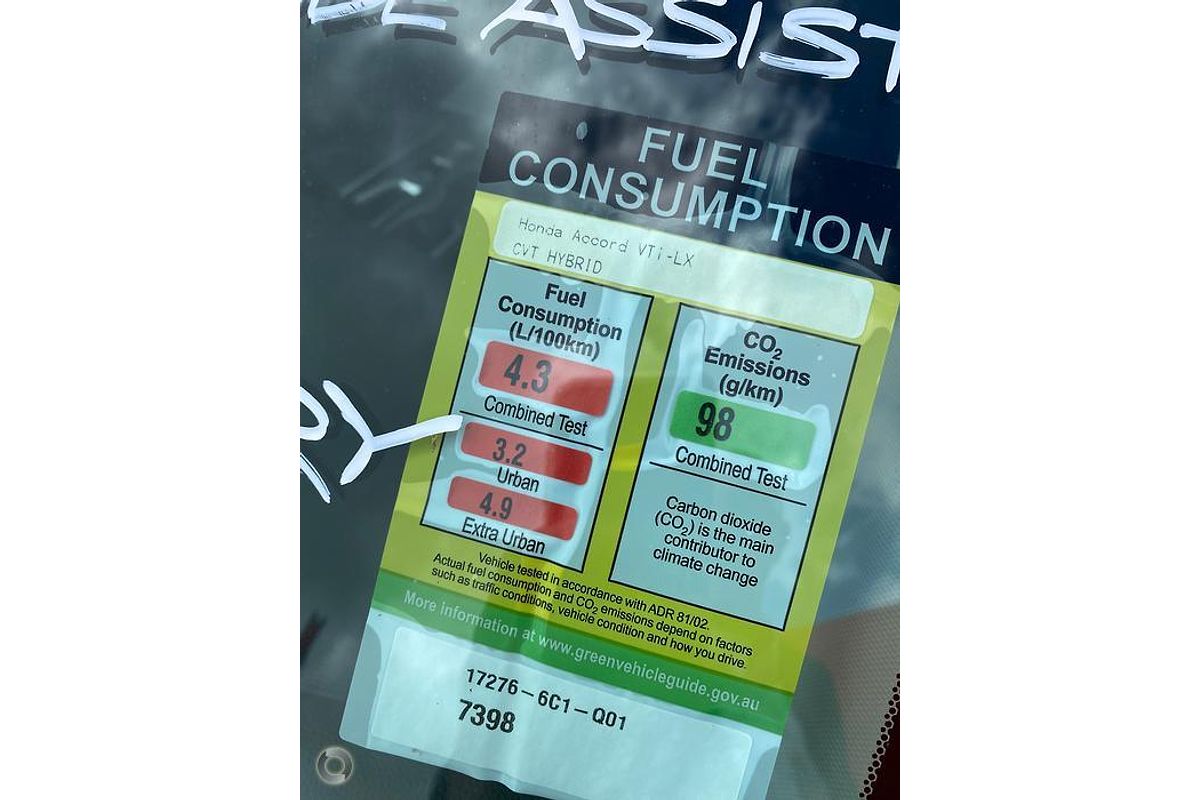 DE ASSIST
FUEL
CONSUMPTION
Honda Accord VTi-LX
CVT HYBRID
Fuel
Consumption
(L/100km)
4.3
Combined Test
3.2
Urban
4.9
Extra Urban
CO₂
Emissions
(g/km)
98
Combined Test
Carbon dioxide
(CO₂) is the main
contributor to
climate change
Vehicle tested in accordance with ADR 81/02.
Actual fuel consumption and CO₂ emissions depend on factors
such as traffic conditions, vehicle condition and how you drive.
More information at www.greenvehicleguide.gov.au
17276-6C1-Q01
7398